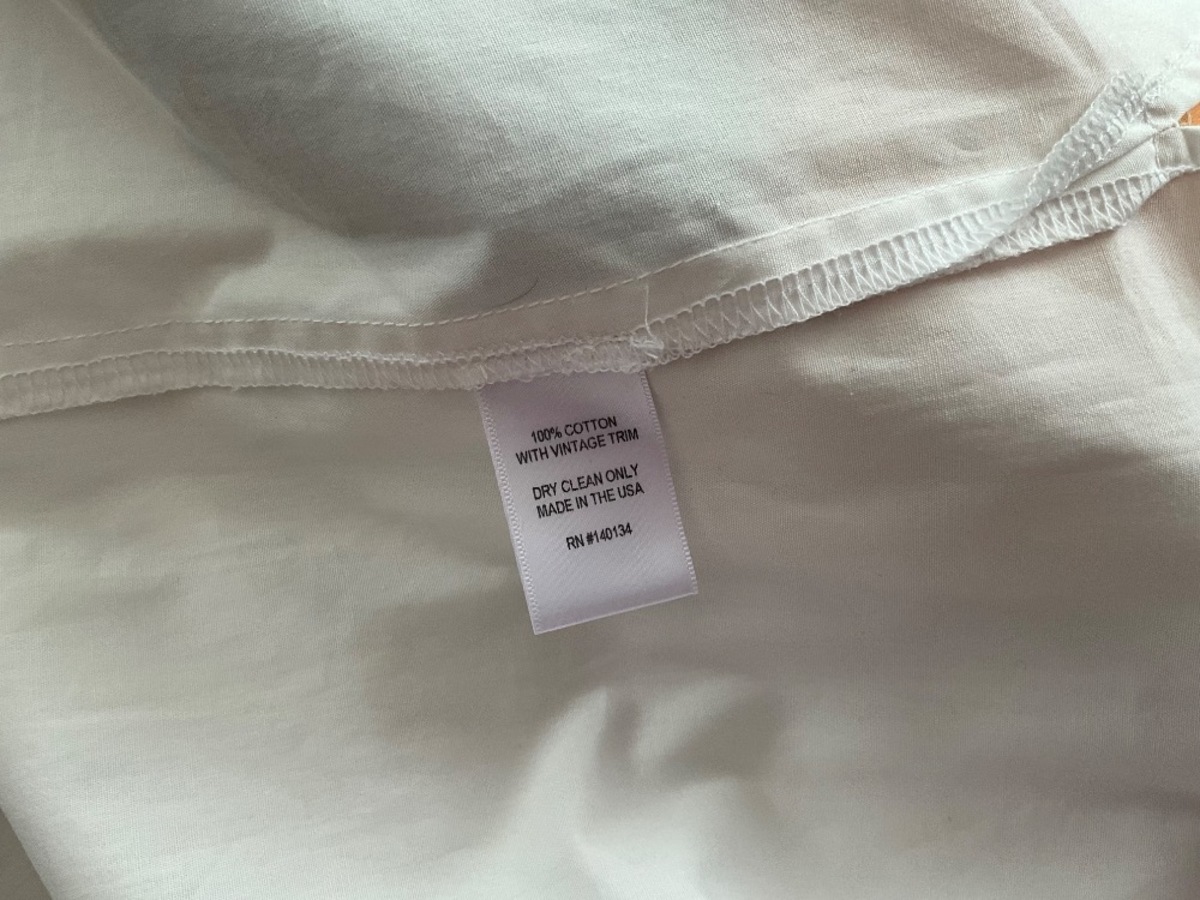 100% COTTON
WITH VINTAGE TRIM
DRY CLEAN ONLY
MADE IN THE USA
RN #140134